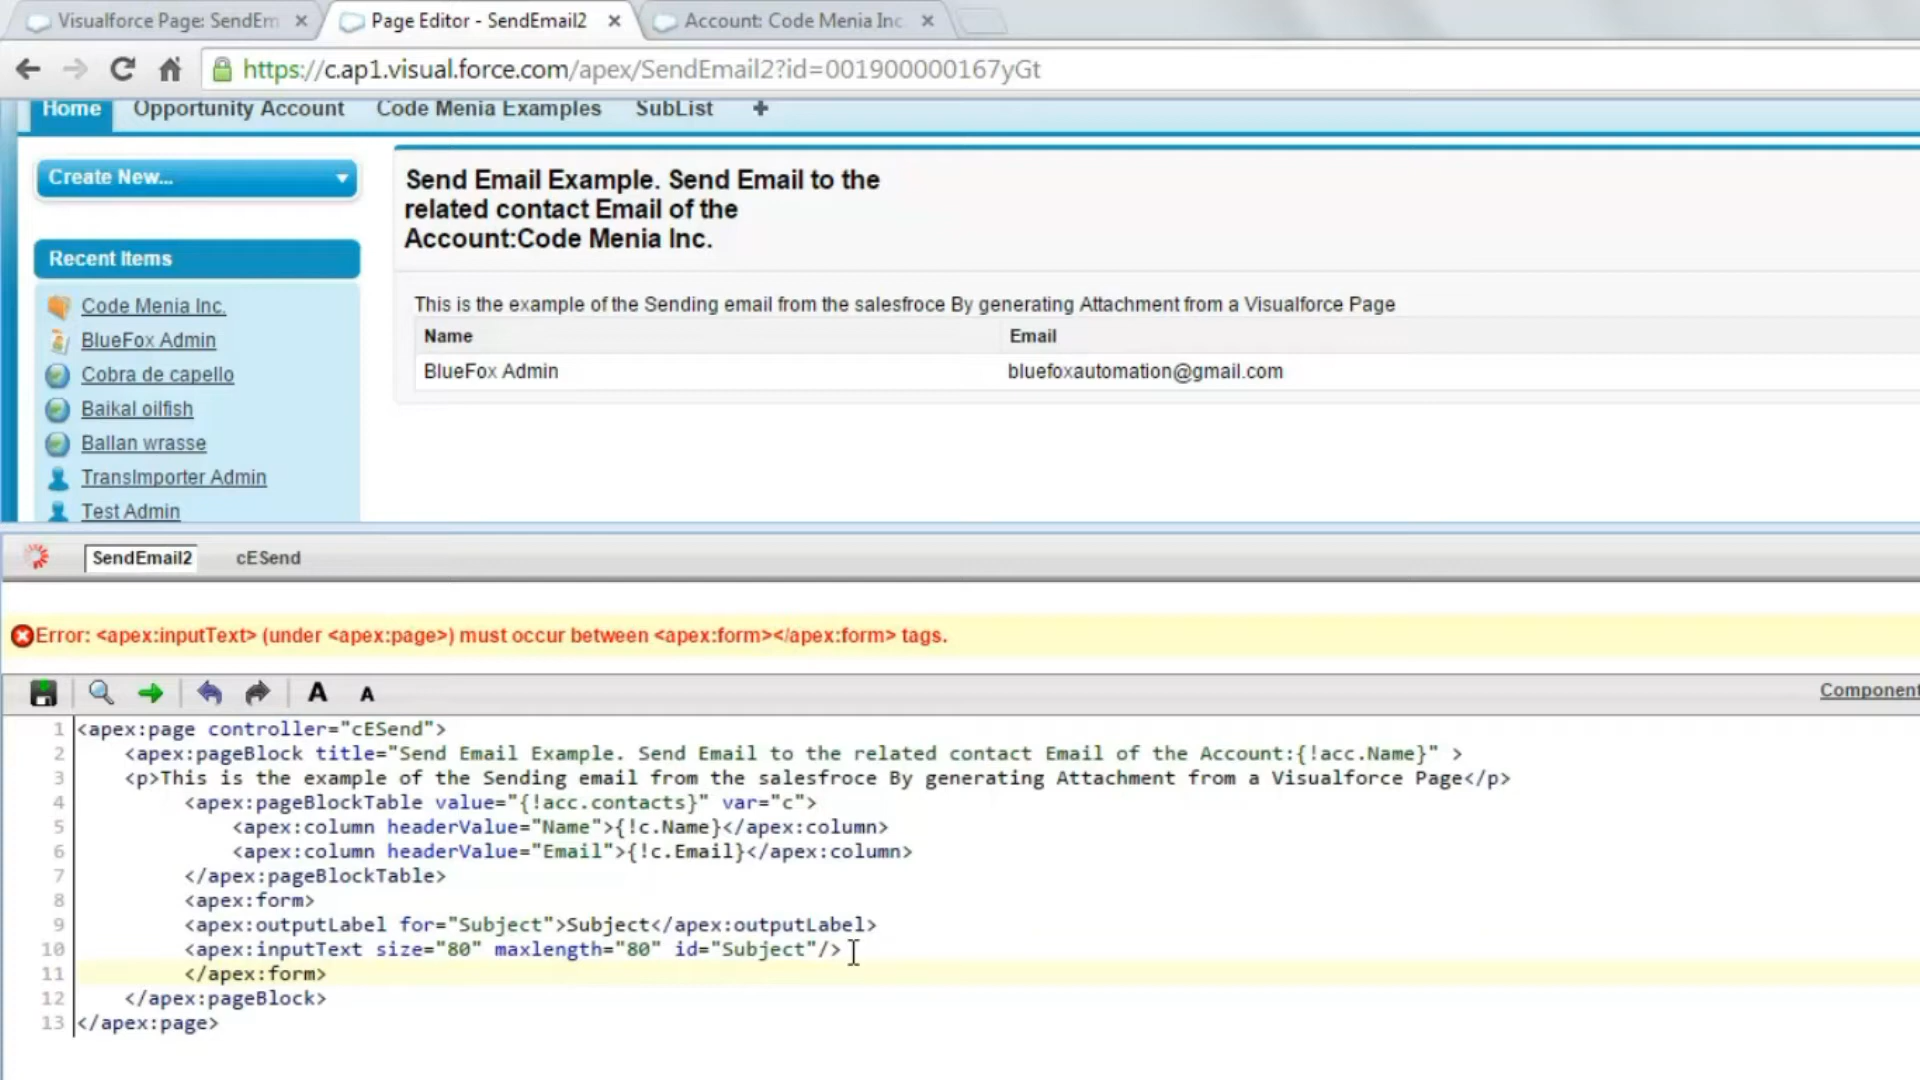 Visualforce Page: SendEm
Page Editor - SendEmail2
Account: Code Menia Inc.
https://c.ap1.visual.force.com/apex/SendEmail2?id=001900000167yGt
Home
Opportunity Account
Code Menia Examples
SubList
+
Create New...
Send Email Example. Send Email to the
related contact Email of the
Account:Code Menia Inc.
Recent Items
Code Menia Inc.
BlueFox Admin
Cobra de capello
Baikal oilfish
Ballan wrasse
TransImporter Admin
Test Admin
This is the example of the Sending email from the salesfroce By generating Attachment from a Visualforce Page
Name Email
BlueFox Admin bluefoxautomation@gmail.com
SendEmail2
cESend
Error: <apex:inputText> (under <apex:page>) must occur between <apex:form></apex:form> tags.
A A
Component
1 <apex:page controller="cESend">
2 <apex:pageBlock title="Send Email Example. Send Email to the related contact Email of the Account:{!acc.Name}" >
3 <p>This is the example of the Sending email from the salesfroce By generating Attachment from a Visualforce Page</p>
4 <apex:pageBlockTable value="{!acc.contacts}" var="c">
5 <apex:column headerValue="Name">{!c.Name}</apex:column>
6 <apex:column headerValue="Email">{!c.Email}</apex:column>
7 </apex:pageBlockTable>
8 <apex:form>
9 <apex:outputLabel for="Subject">Subject</apex:outputLabel>
10 <apex:inputText size="80" maxlength="80" id="Subject"/>
11 </apex:form>
12 </apex:pageBlock>
13 </apex:page>